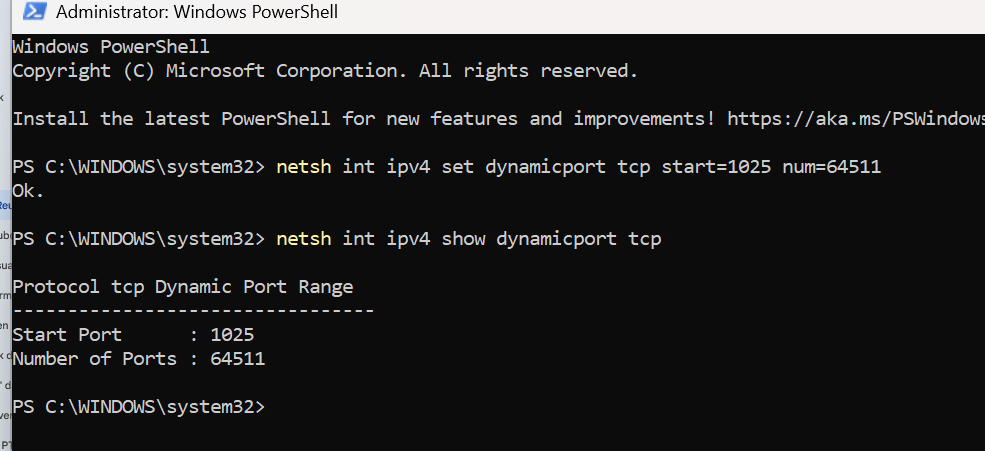 Administrator: Windows PowerShell
Windows PowerShell
Copyright (C) Microsoft Corporation. All rights reserved.
Install the latest PowerShell for new features and improvements! https://aka.ms/PSWindows
PS C:\WINDOWS\system32> netsh int ipv4 set dynamicport tcp start=1025 num=64511
Ok.
PS C:\WINDOWS\system32> netsh int ipv4 show dynamicport tcp
Protocol tcp Dynamic Port Range
---------------------------------
Start Port      : 1025
Number of Ports : 64511
PS C:\WINDOWS\system32>